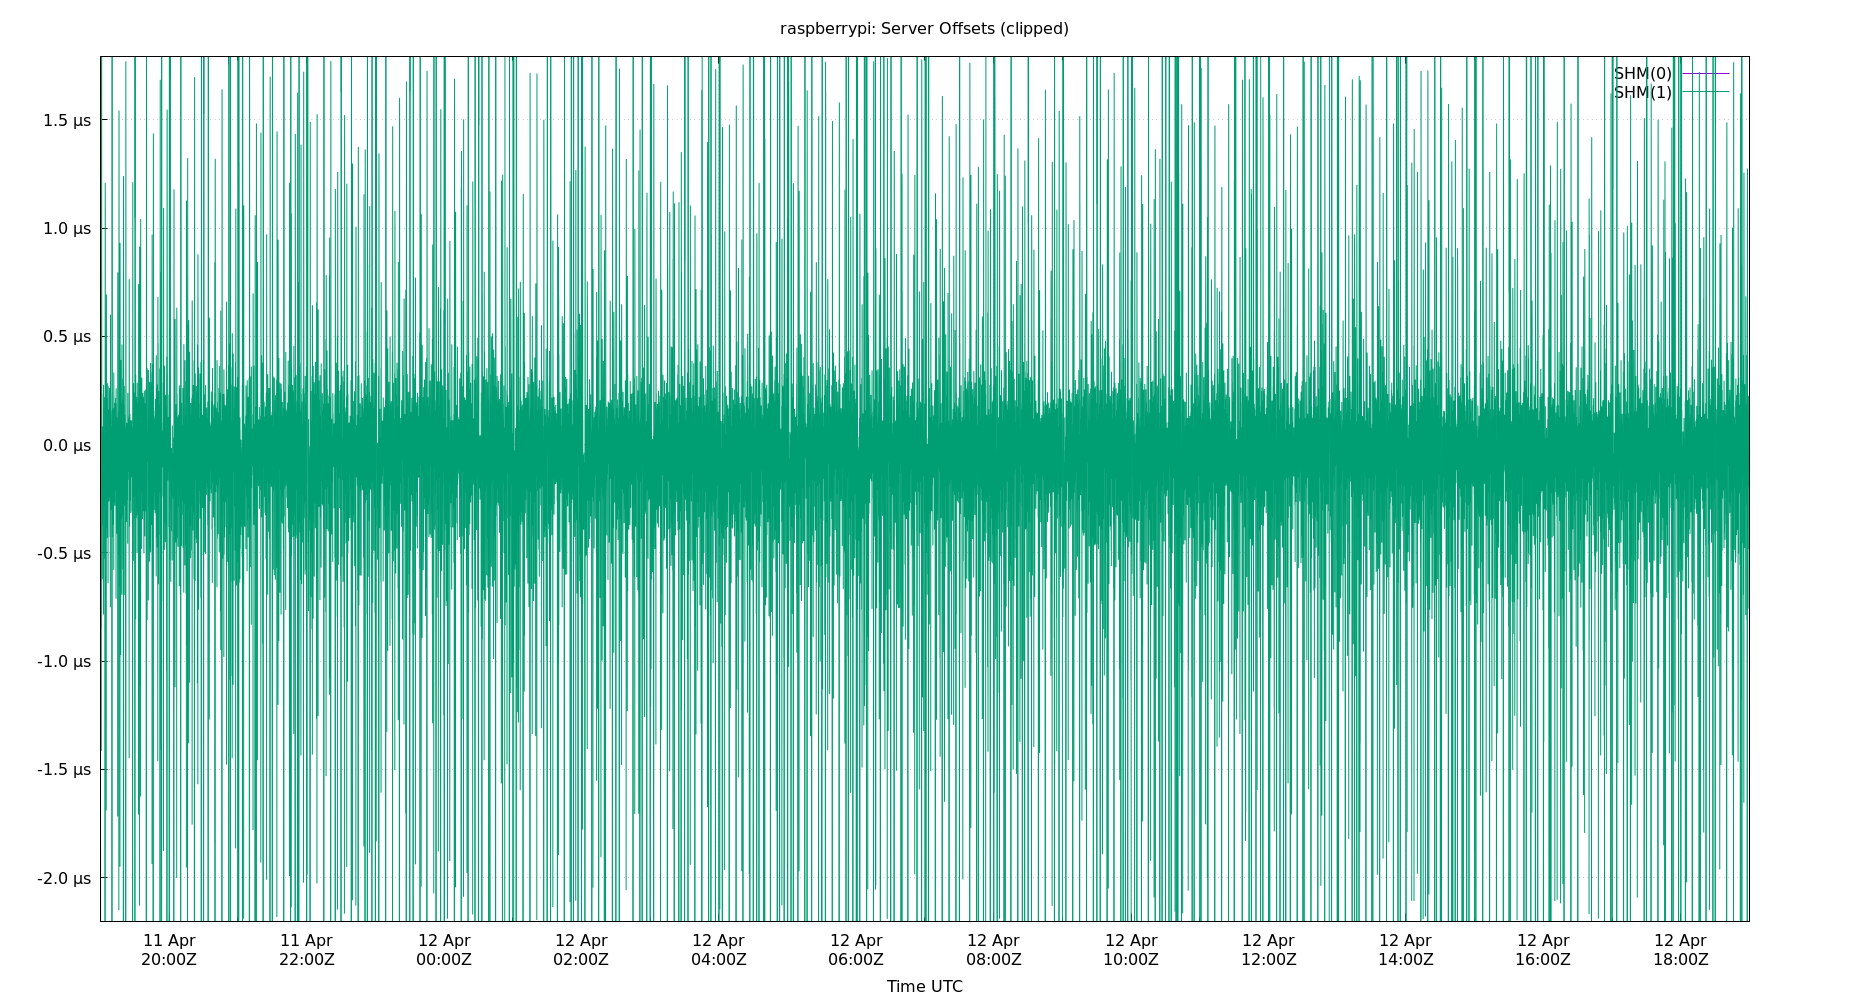 raspberrypi: Server Offsets (clipped)
SHM(0)
SHM(1)
1.5 µs
1.0 µs
0.5 µs
0.0 µs
-0.5 µs
-1.0 µs
-1.5 µs
-2.0 µs
11 Apr 11 Apr 12 Apr 12 Apr 12 Apr 12 Apr 12 Apr 12 Apr 12 Apr 12 Apr 12 Apr 12 Apr
20:00Z 22:00Z 00:00Z 02:00Z 04:00Z 06:00Z 08:00Z 10:00Z 12:00Z 14:00Z 16:00Z 18:00Z
Time UTC